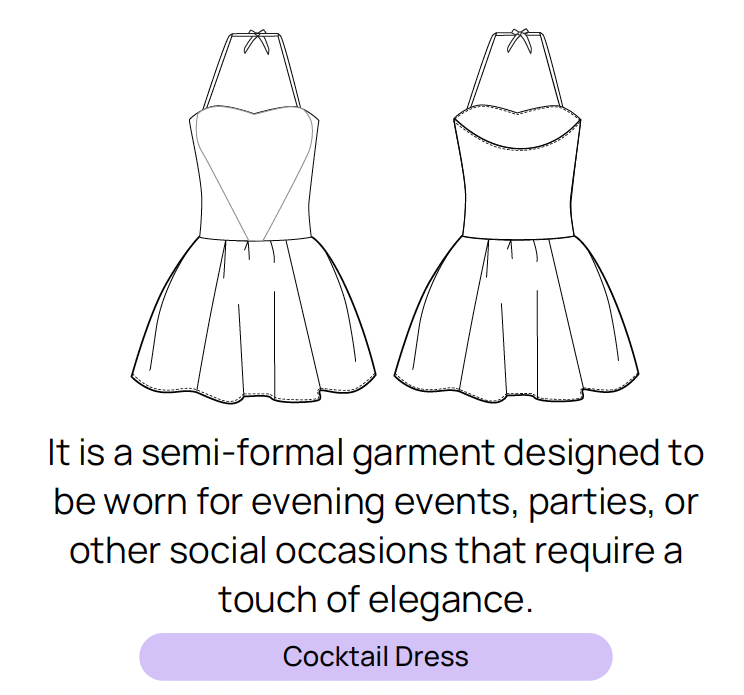 It is a semi-formal garment designed to
be worn for evening events, parties, or
other social occasions that require a
touch of elegance.
Cocktail Dress